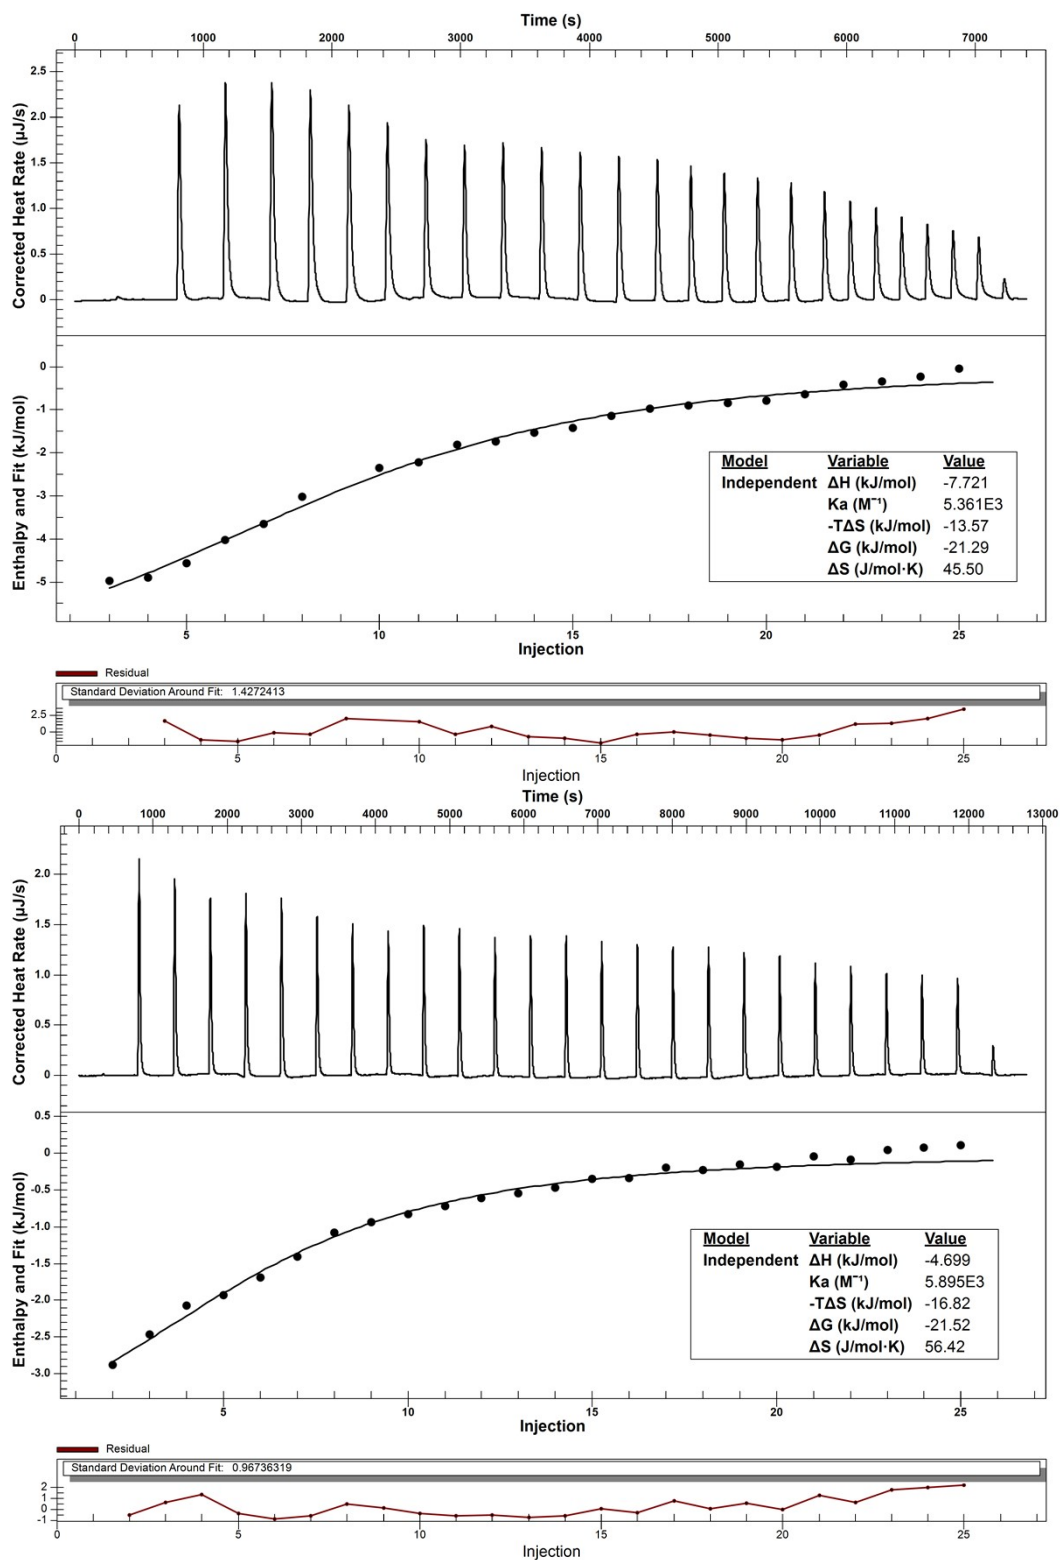 Time (s)
0 1000 2000 3000 4000 5000 6000 7000
Corrected Heat Rate (µJ/s)
2.5
2.0
1.5
1.0
0.5
0
Enthalpy and Fit (kJ/mol)
0
-1
-2
-3
-4
-5
Model Variable Value
Independent ΔH (kJ/mol) -7.721
Ka (M⁻¹) 5.361E3
-TΔS (kJ/mol) -13.57
ΔG (kJ/mol) -21.29
ΔS (J/mol·K) 45.50
5 10 15 20 25
Injection
Residual
Standard Deviation Around Fit: 1.4272413
2.5
0
0 5 10 15 20 25
Injection
Time (s)
0 1000 2000 3000 4000 5000 6000 7000 8000 9000 10000 11000 12000 13000
Corrected Heat Rate (µJ/s)
2.0
1.5
1.0
0.5
0
Enthalpy and Fit (kJ/mol)
0.5
0
-0.5
-1.0
-1.5
-2.0
-2.5
-3.0
Model Variable Value
Independent ΔH (kJ/mol) -4.699
Ka (M⁻¹) 5.895E3
-TΔS (kJ/mol) -16.82
ΔG (kJ/mol) -21.52
ΔS (J/mol·K) 56.42
5 10 15 20 25
Injection
Residual
Standard Deviation Around Fit: 0.96736319
2
1
0
-1
0 5 10 15 20 25
Injection